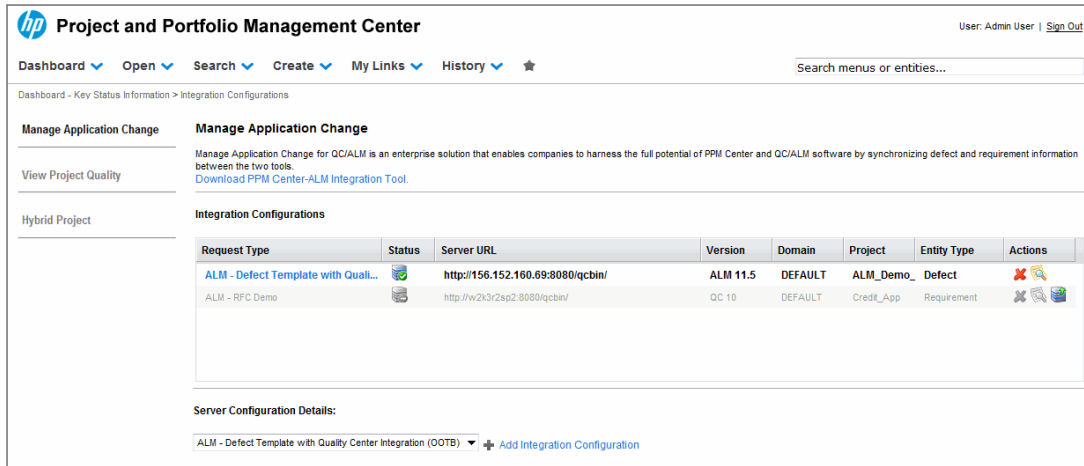 hp Project and Portfolio Management Center
User: Admin User | Sign Out
Dashboard Open Search Create My Links History
Search menus or entities...
Dashboard - Key Status Information > Integration Configurations
Manage Application Change
View Project Quality
Hybrid Project
Manage Application Change
Manage Application Change for QC/ALM is an enterprise solution that enables companies to harness the full potential of PPM Center and QC/ALM software by synchronizing defect and requirement information
between the two tools.
Download PPM Center-ALM Integration Tool.
Integration Configurations
Request Type Status Server URL Version Domain Project Entity Type Actions
ALM - Defect Template with Quali... http://156.152.160.69:8080/qcbin/ ALM 11.5 DEFAULT ALM_Demo_ Defect
ALM - RFC Demo http://w2k3r2sp2:8080/qcbin/ QC 10 DEFAULT Credit_App Requirement
Server Configuration Details:
ALM - Defect Template with Quality Center Integration (OOTB) Add Integration Configuration